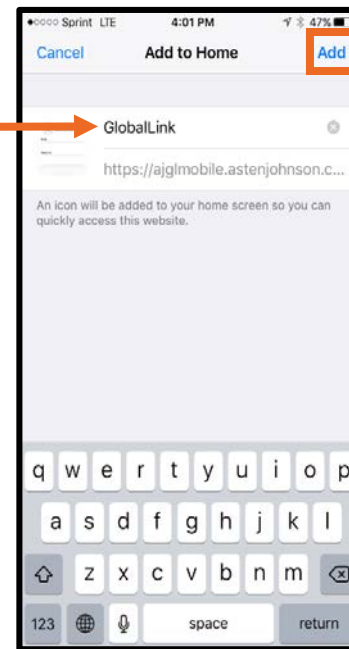 Sprint LTE 4:01 PM 47%
Cancel Add to Home Add
GlobalLink
https://ajglmobile.astenjohnson.c...
An icon will be added to your home screen so you can
quickly access this website.
q w e r t y u i o p
a s d f g h j k l
z x c v b n m
123 space return